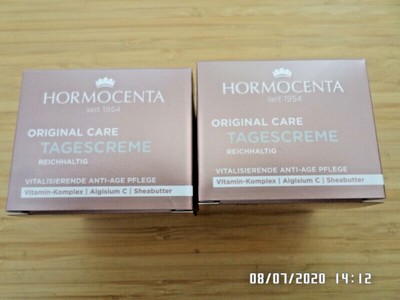 HORMOCENTA
seit 1954
ORIGINAL CARE
TAGESCREME
REICHHALTIG
VITALISIERENDE ANTI-AGE PFLEGE
Vitamin-Komplex | Algisium C | Sheabutter
HORMOCENTA
seit 1954
ORIGINAL CARE
TAGESCREME
REICHHALTIG
VITALISIERENDE ANTI-AGE PFLEGE
Vitamin-Komplex | Algisium C | Sheabutter
08/07/2020 14:12